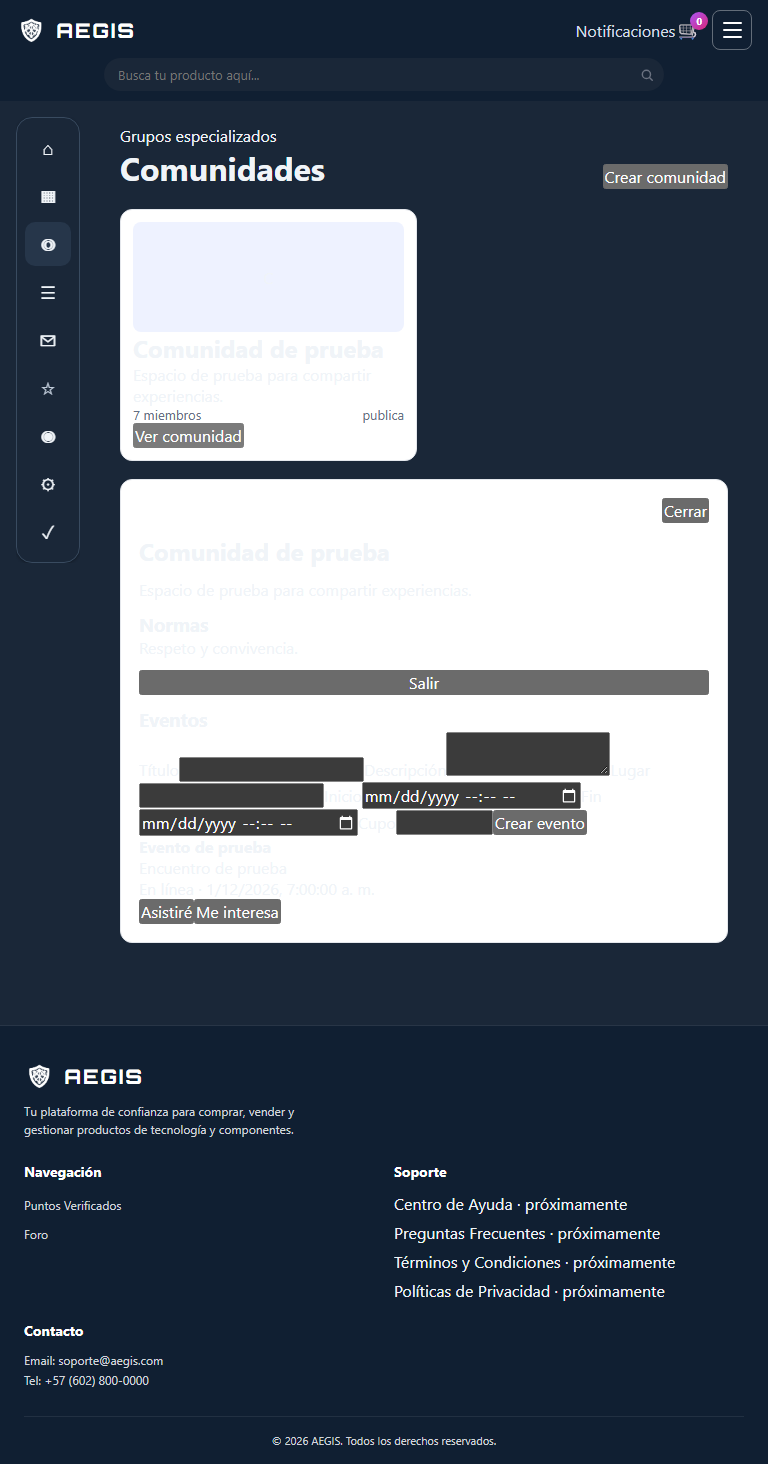 AEGIS
Notificaciones 0
Busca tu producto aquí...
Grupos especializados
Comunidades
Crear comunidad
Comunidad de prueba
Espacio de prueba para compartir
experiencias.
7 miembros publica
Ver comunidad
Cerrar
Comunidad de prueba
Espacio de prueba para compartir experiencias.
Normas
Respeto y convivencia.
Salir
Eventos
Título Descripción Lugar
Inicio mm/dd/yyyy --:-- -- Fin
mm/dd/yyyy --:-- -- Cupo Crear evento
Evento de prueba
Encuentro de prueba
En línea · 1/12/2026, 7:00:00 a. m.
Asistiré Me interesa
AEGIS
Tu plataforma de confianza para comprar, vender y
gestionar productos de tecnología y componentes.
Navegación
Puntos Verificados
Foro
Soporte
Centro de Ayuda · próximamente
Preguntas Frecuentes · próximamente
Términos y Condiciones · próximamente
Políticas de Privacidad · próximamente
Contacto
Email: soporte@aegis.com
Tel: +57 (602) 800-0000
© 2026 AEGIS. Todos los derechos reservados.